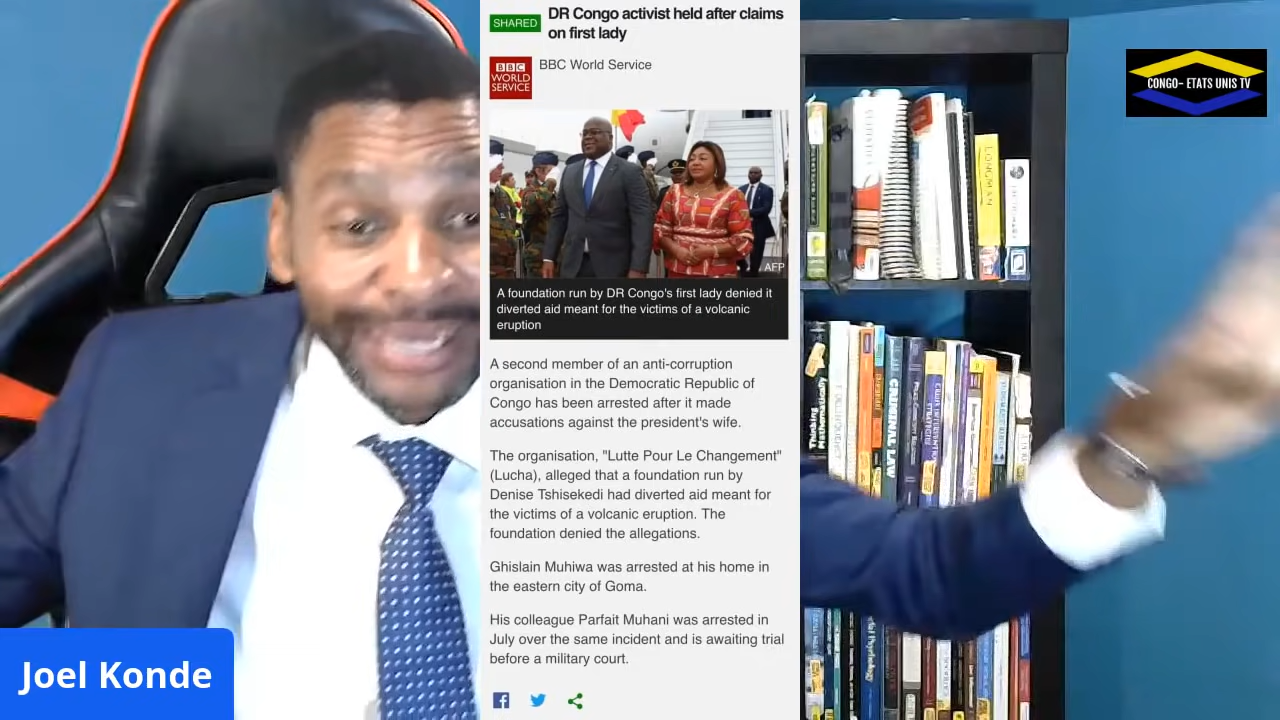 SHARED
DR Congo activist held after claims
on first lady
BBC
WORLD
SERVICE
BBC World Service
AFP
A foundation run by DR Congo's first lady denied it
diverted aid meant for the victims of a volcanic
eruption
A second member of an anti-corruption
organisation in the Democratic Republic of
Congo has been arrested after it made
accusations against the president's wife.
The organisation, "Lutte Pour Le Changement"
(Lucha), alleged that a foundation run by
Denise Tshisekedi had diverted aid meant for
the victims of a volcanic eruption. The
foundation denied the allegations.
Ghislain Muhiwa was arrested at his home in
the eastern city of Goma.
His colleague Parfait Muhani was arrested in
July over the same incident and is awaiting trial
before a military court.
Joel Konde
CONGO- ETATS UNIS TV
LONGMAN
Thinking
Mathematically
CRIMINAL LAW